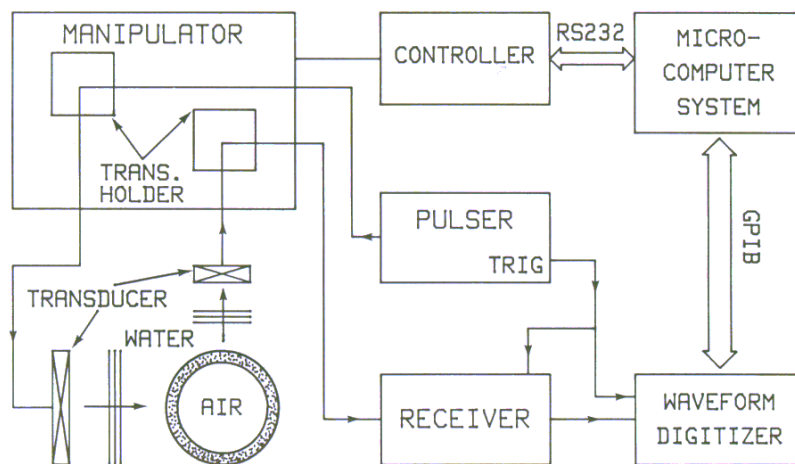 MANIPULATOR
TRANS.
HOLDER
CONTROLLER
RS232
MICRO-
COMPUTER
SYSTEM
PULSER
TRIG
GPIB
TRANSDUCER
WATER
AIR
RECEIVER
WAVEFORM
DIGITIZER